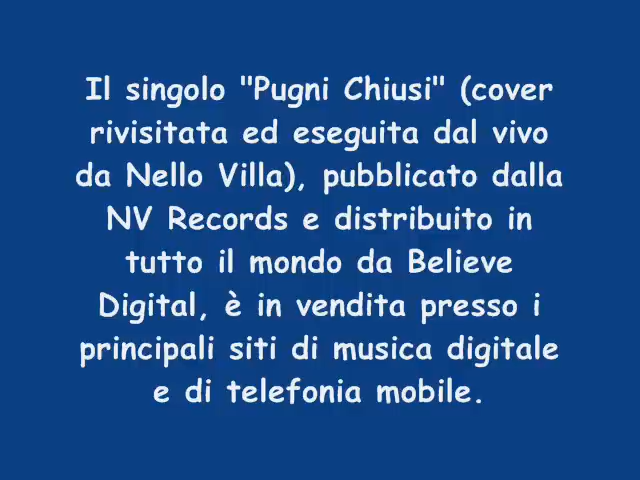 Il singolo "Pugni Chiusi" (cover
rivisitata ed eseguita dal vivo
da Nello Villa), pubblicato dalla
NV Records e distribuito in
tutto il mondo da Believe
Digital, è in vendita presso i
principali siti di musica digitale
e di telefonia mobile.